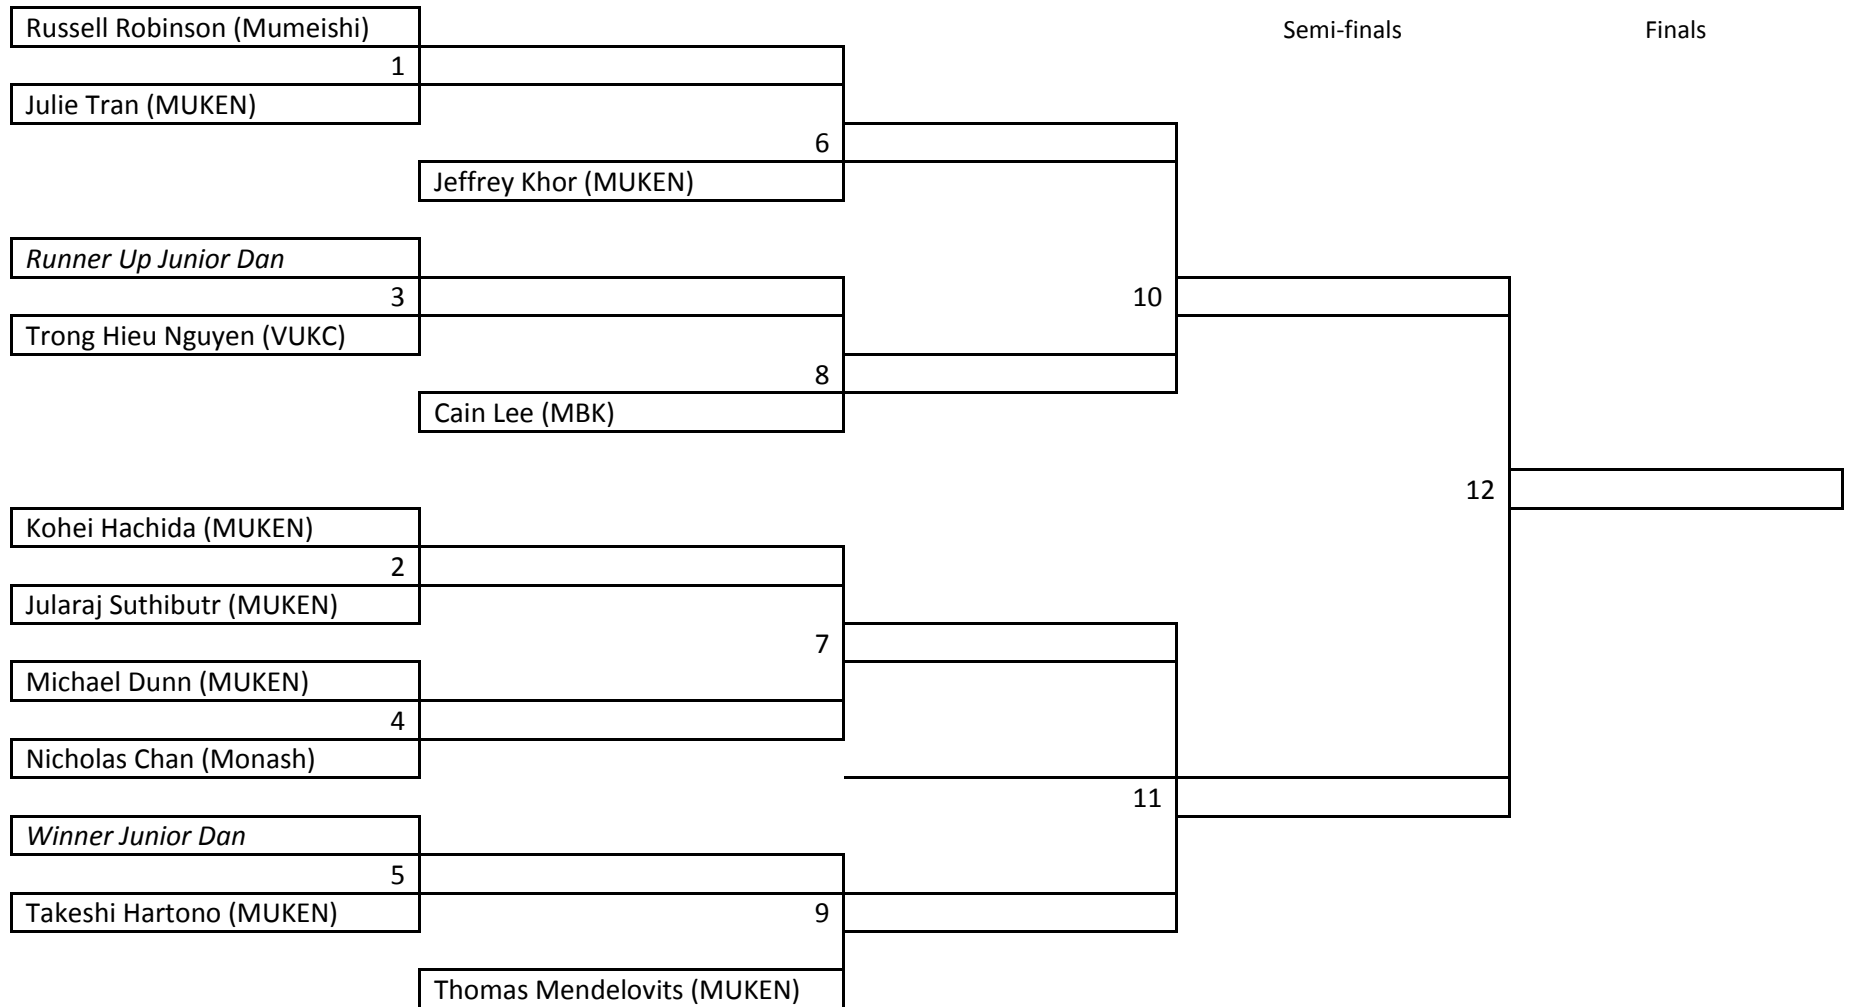 Russell Robinson (Mumeishi)
Semi-finals
Finals
1
Julie Tran (MUKEN)
6
Jeffrey Khor (MUKEN)
Runner Up Junior Dan
3
10
Trong Hieu Nguyen (VUKC)
8
Cain Lee (MBK)
12
Kohei Hachida (MUKEN)
2
Jularaj Suthibutr (MUKEN)
7
Michael Dunn (MUKEN)
4
Nicholas Chan (Monash)
11
Winner Junior Dan
5
Takeshi Hartono (MUKEN)
9
Thomas Mendelovits (MUKEN)